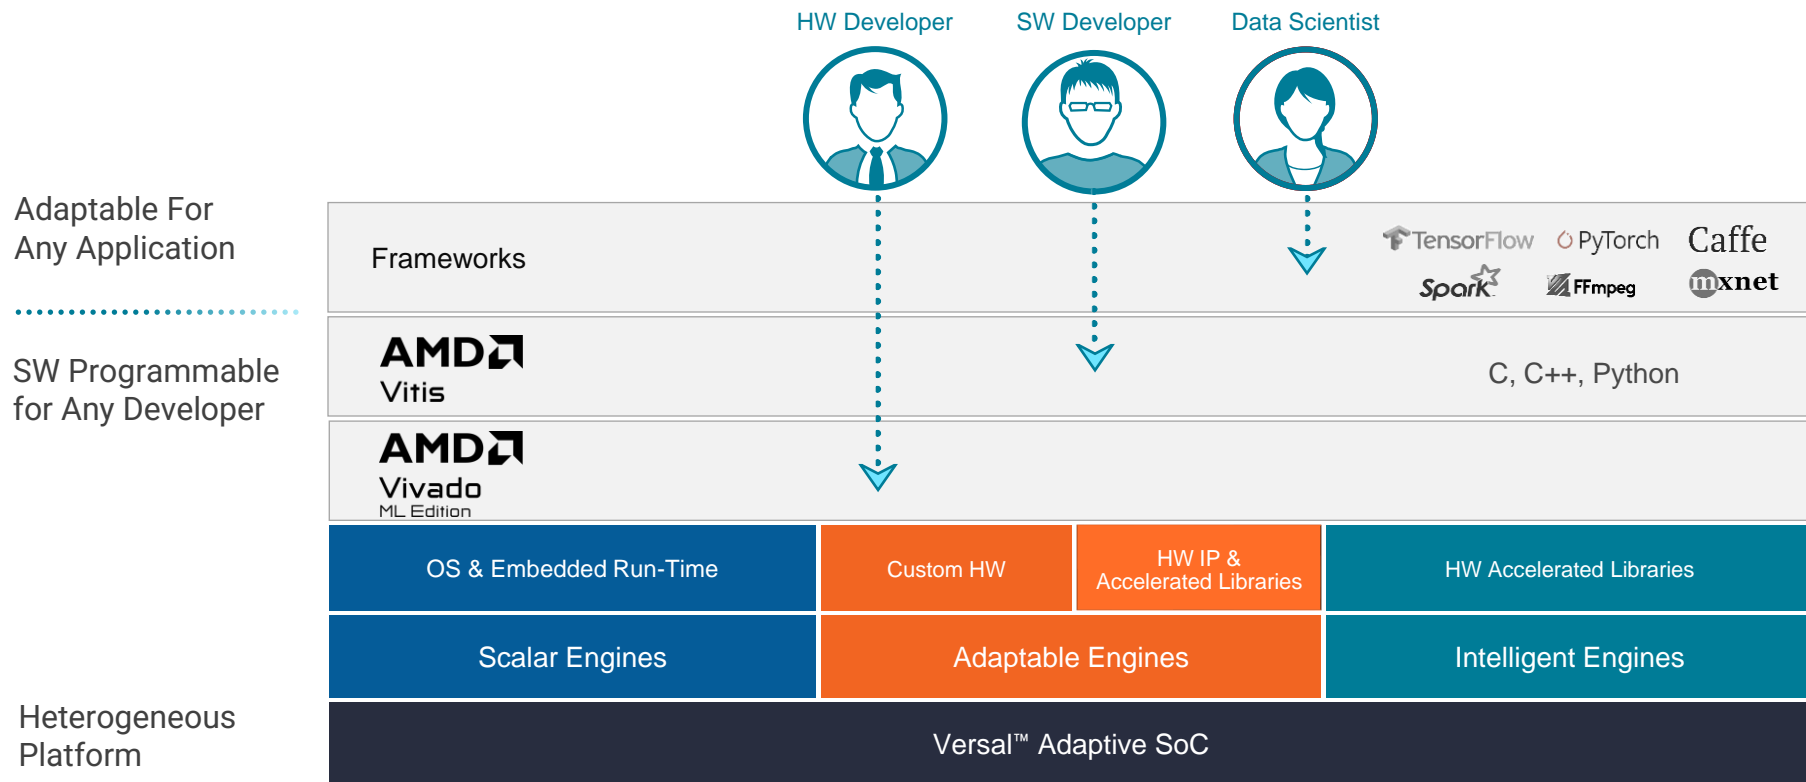 HW Developer
SW Developer
Data Scientist
Adaptable For
Any Application
Frameworks
TensorFlow
PyTorch
Caffe
Spark
FFmpeg
mxnet
SW Programmable
for Any Developer
AMD
Vitis
C, C++, Python
AMD
Vivado
ML Edition
OS & Embedded Run-Time
Custom HW
HW IP &
Accelerated Libraries
HW Accelerated Libraries
Scalar Engines
Adaptable Engines
Intelligent Engines
Heterogeneous
Platform
Versal™ Adaptive SoC